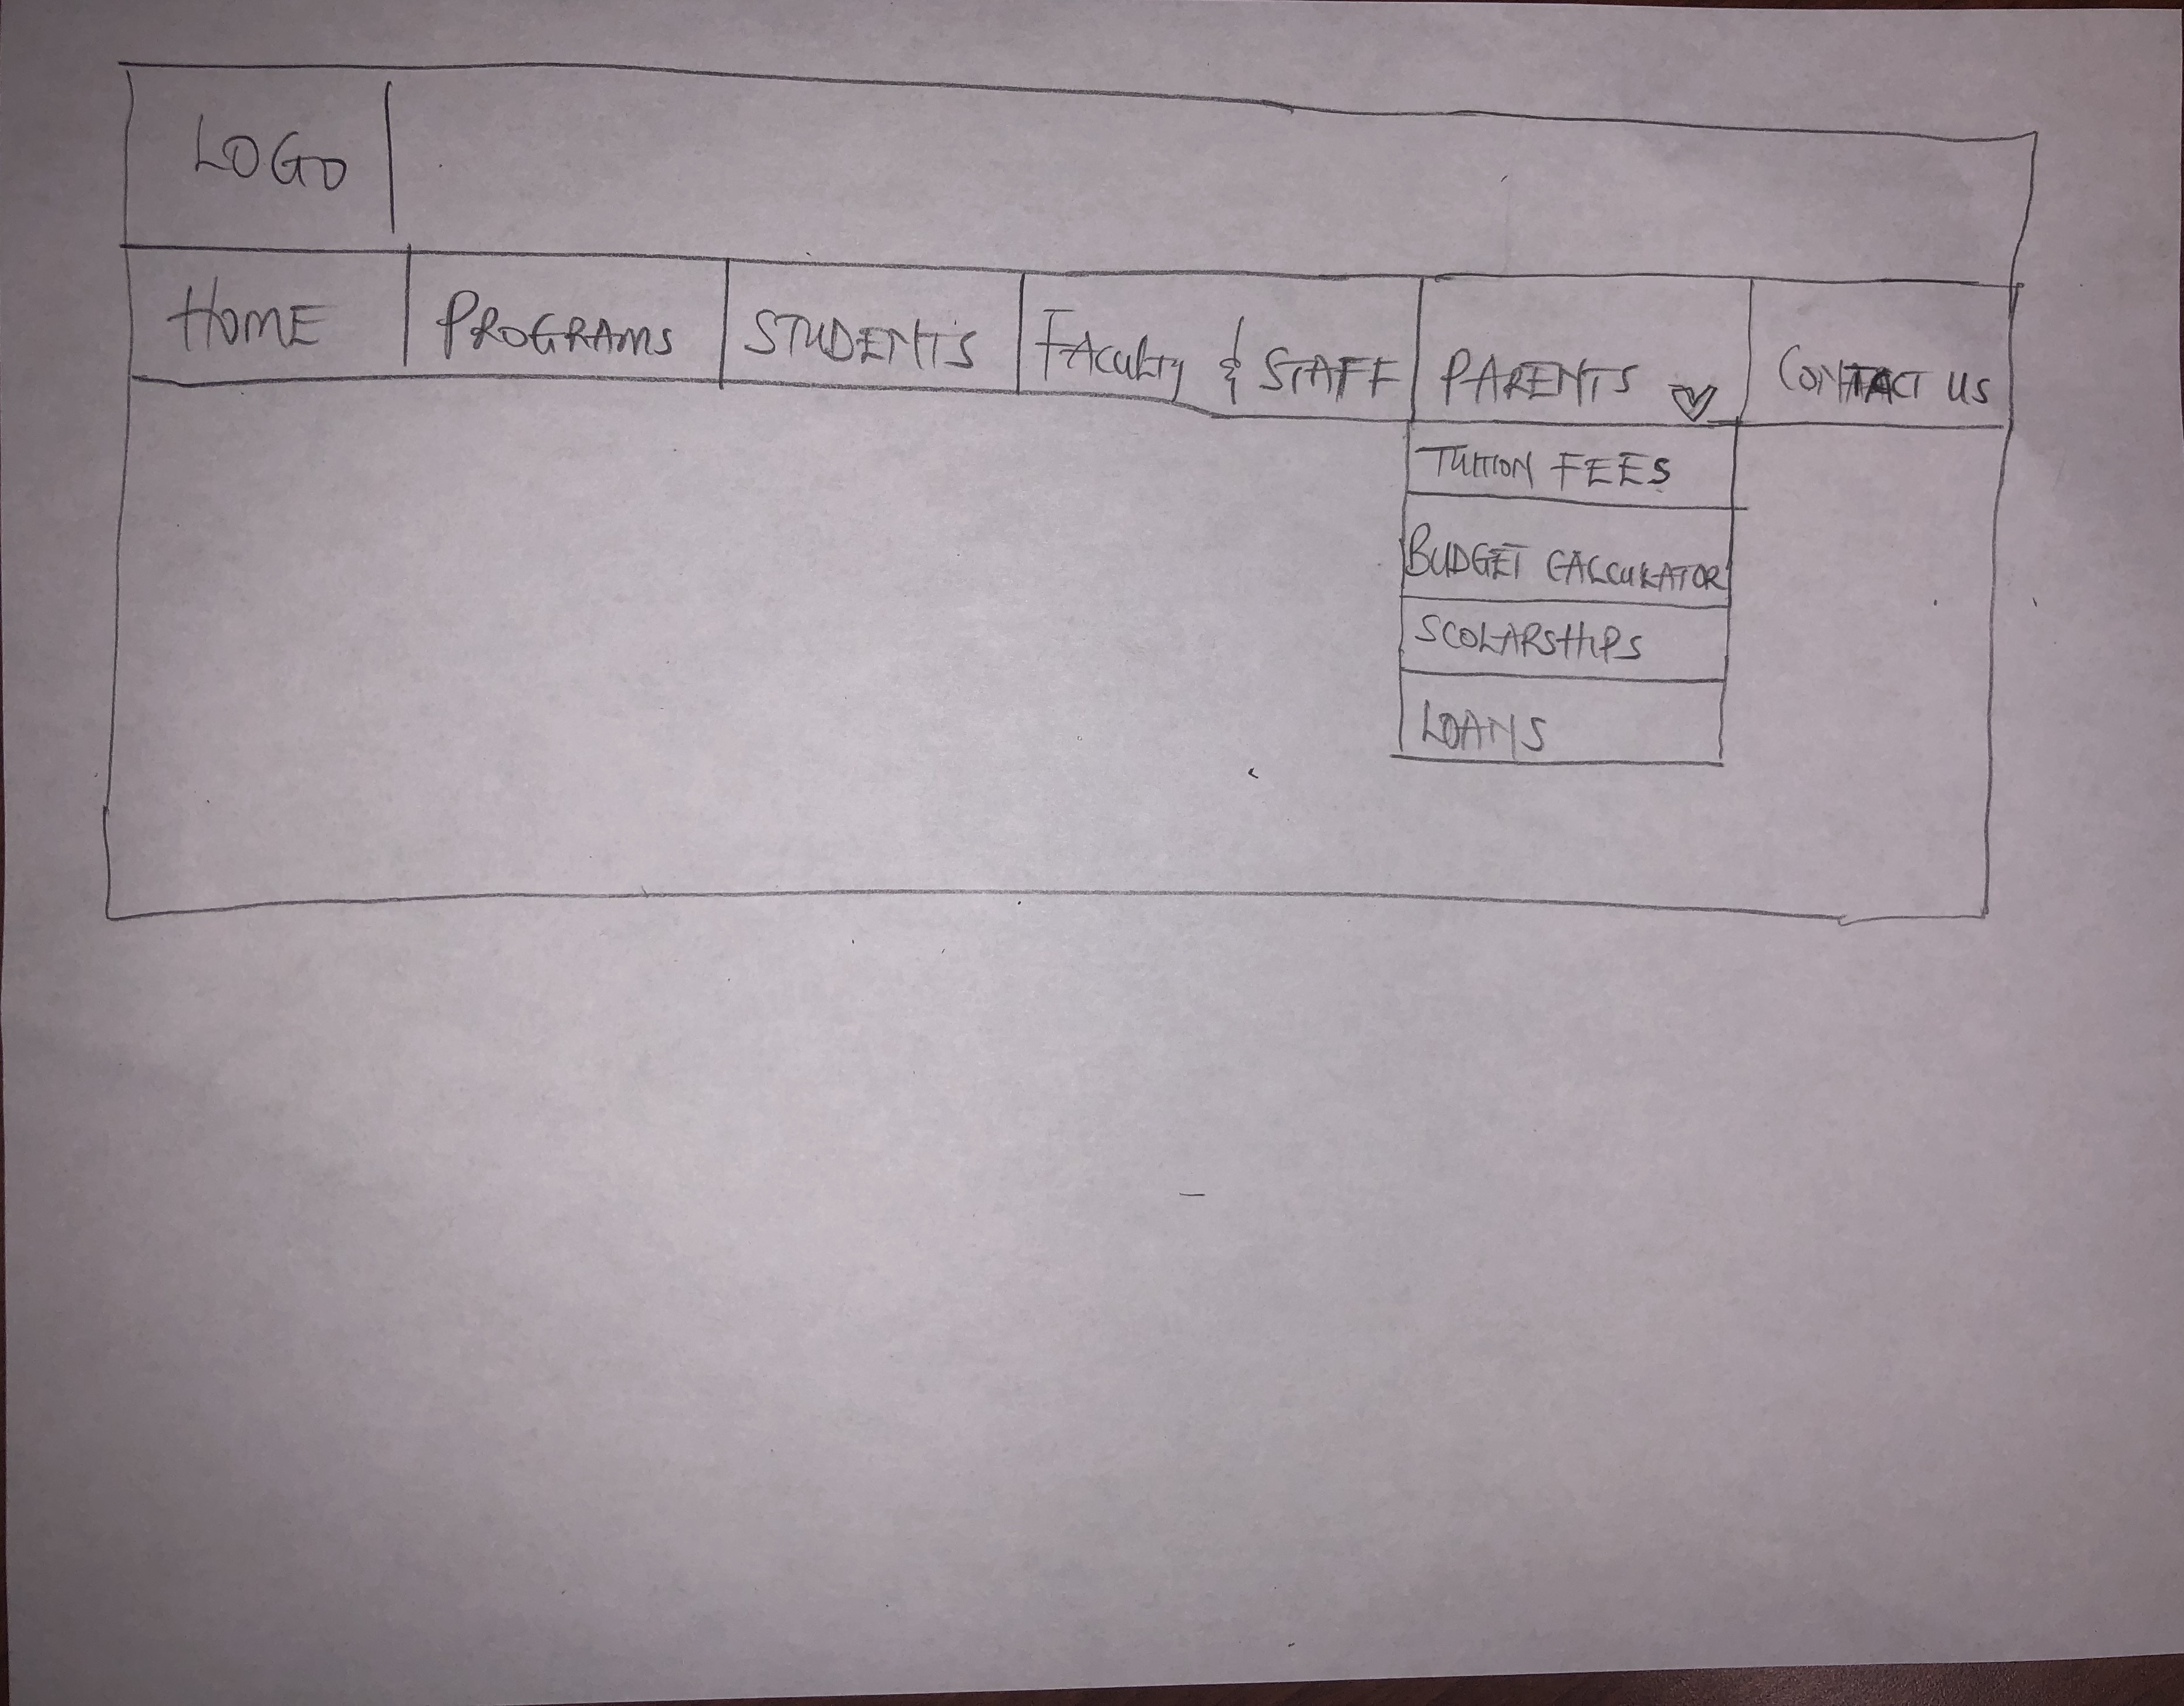 LOGO
HOME PROGRAMS STUDENTS Faculty & STAFF PARENTS CONTACT US
TUITION FEES
BUDGET CALCULATOR
SCOLARSHIPS
LOANS